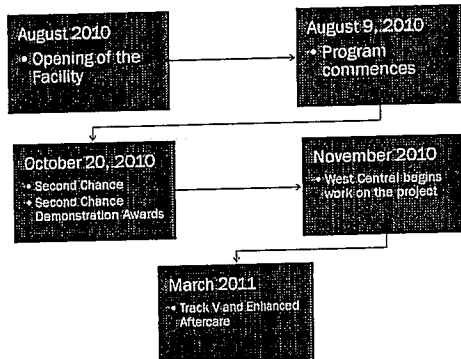 August 2010
• Opening of the
Facility
August 9, 2010
• Program
commences
October 20, 2010
• Second Chance
• Second Chance
Demonstration Awards
November 2010
• West Central begins
work on the project
March 2011
• Track V and Enhanced
Aftercare